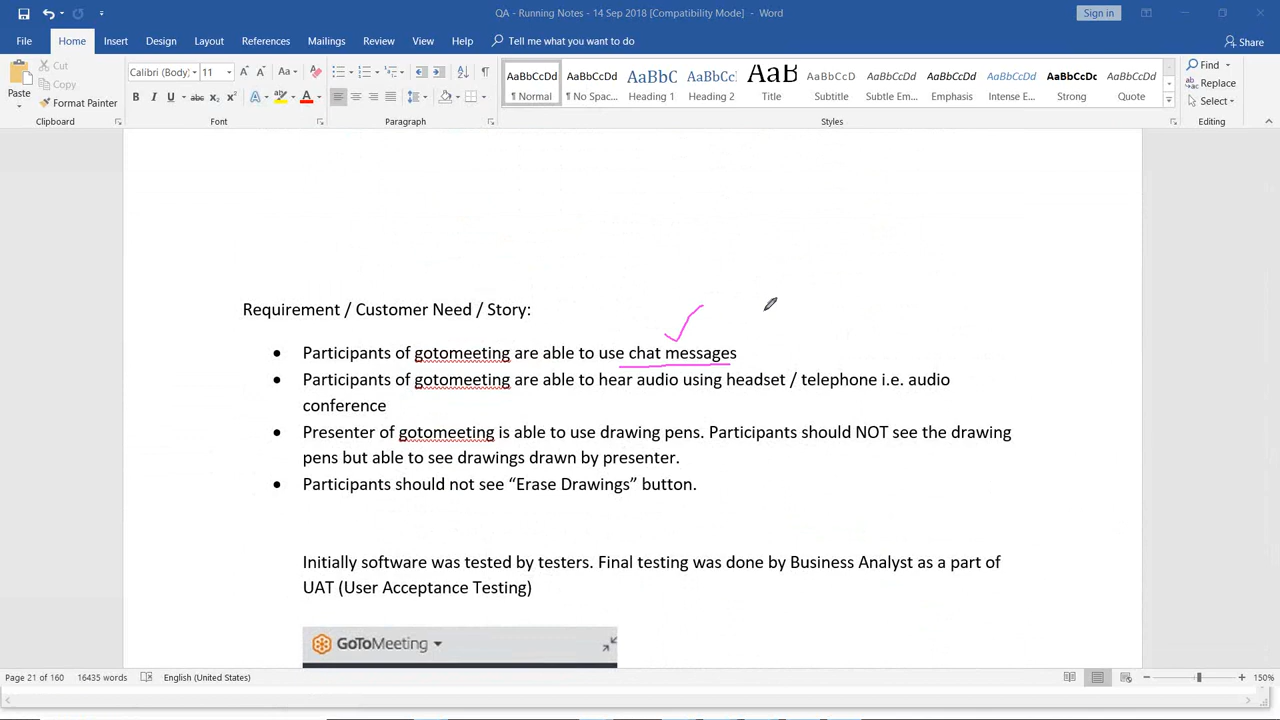 QA - Running Notes - 14 Sep 2018 [Compatibility Mode] - Word
Sign in
File Home Insert Design Layout References Mailings Review View Help Tell me what you want to do Share
Paste
Cut
Copy
Format Painter
Clipboard
Calibri (Body) 11
Font
Paragraph
AaBbCcDd AaBbCcDd AaBbC AaBbCc AaB AaBbCcD AaBbCcDd AaBbCcDd AaBbCcDd AaBbCcDc AaBbCcDd
¶ Normal ¶ No Spac... Heading 1 Heading 2 Title Subtitle Subtle Em... Emphasis Intense E... Strong Quote
Styles
Find
Replace
Select
Editing
Requirement / Customer Need / Story:
• Participants of gotomeeting are able to use chat messages
• Participants of gotomeeting are able to hear audio using headset / telephone i.e. audio
conference
• Presenter of gotomeeting is able to use drawing pens. Participants should NOT see the drawing
pens but able to see drawings drawn by presenter.
• Participants should not see “Erase Drawings” button.
Initially software was tested by testers. Final testing was done by Business Analyst as a part of
UAT (User Acceptance Testing)
GoToMeeting
Page 21 of 160 16435 words English (United States) 150%